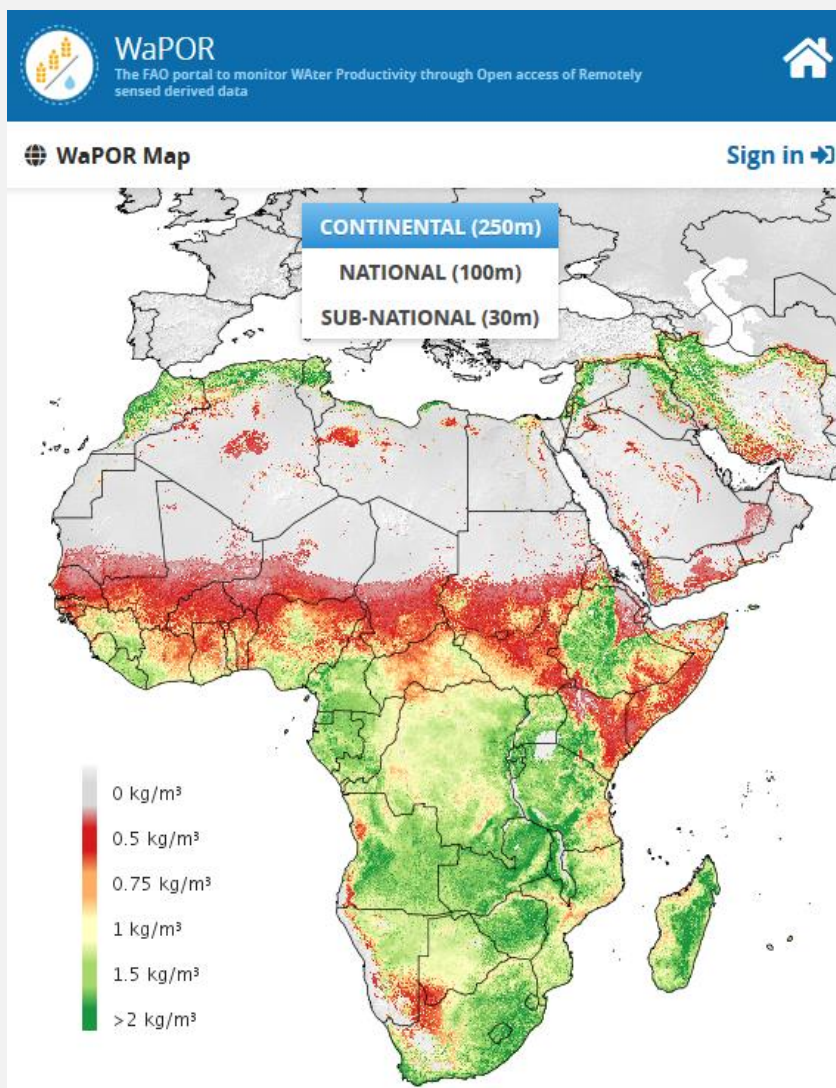 WaPOR
The FAO portal to monitor WAter Productivity through Open access of Remotely
sensed derived data
WaPOR Map
Sign in
CONTINENTAL (250m)
NATIONAL (100m)
SUB-NATIONAL (30m)
0 kg/m³
0.5 kg/m³
0.75 kg/m³
1 kg/m³
1.5 kg/m³
>2 kg/m³